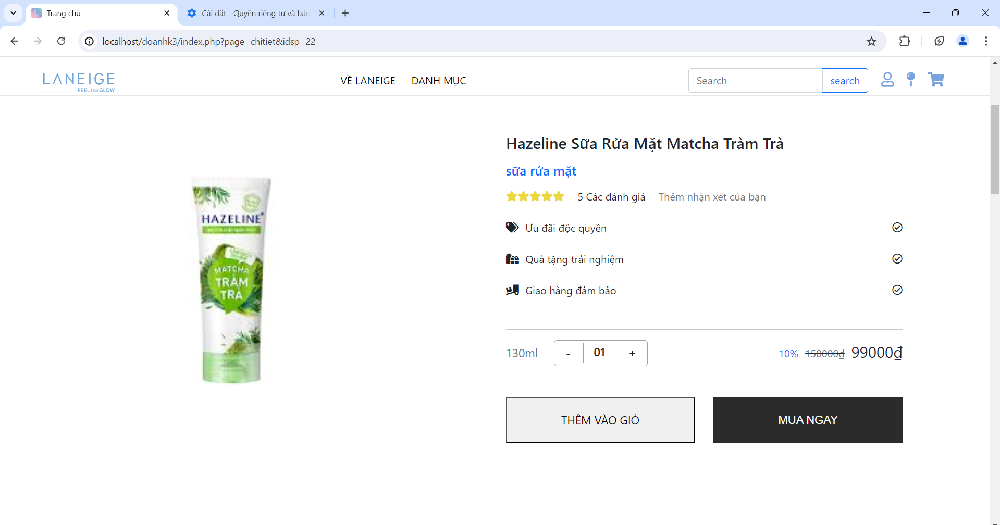 Trang chủ
Cài đặt - Quyền riêng tư và bảo
localhost/doanhk3/index.php?page=chitiet&idsp=22
LANEIGE
FEEL the GLOW
VỀ LANEIGE
DANH MỤC
Search
search
Hazeline Sữa Rửa Mặt Matcha Tràm Trà
sữa rửa mặt
5 Các đánh giá
Thêm nhận xét của bạn
Ưu đãi độc quyền
Quà tặng trải nghiệm
Giao hàng đảm bảo
HAZELINE
MATCHA
TRÀM
TRÀ
130ml
-
01
+
10%
150000₫
99000₫
THÊM VÀO GIỎ
MUA NGAY